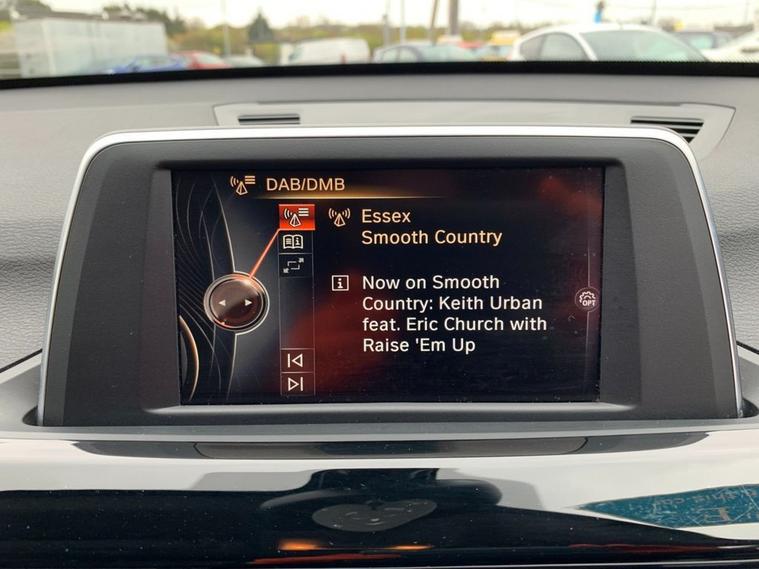 DAB/DMB
Essex
Smooth Country
Now on Smooth
Country: Keith Urban
feat. Eric Church with
Raise 'Em Up
OPT